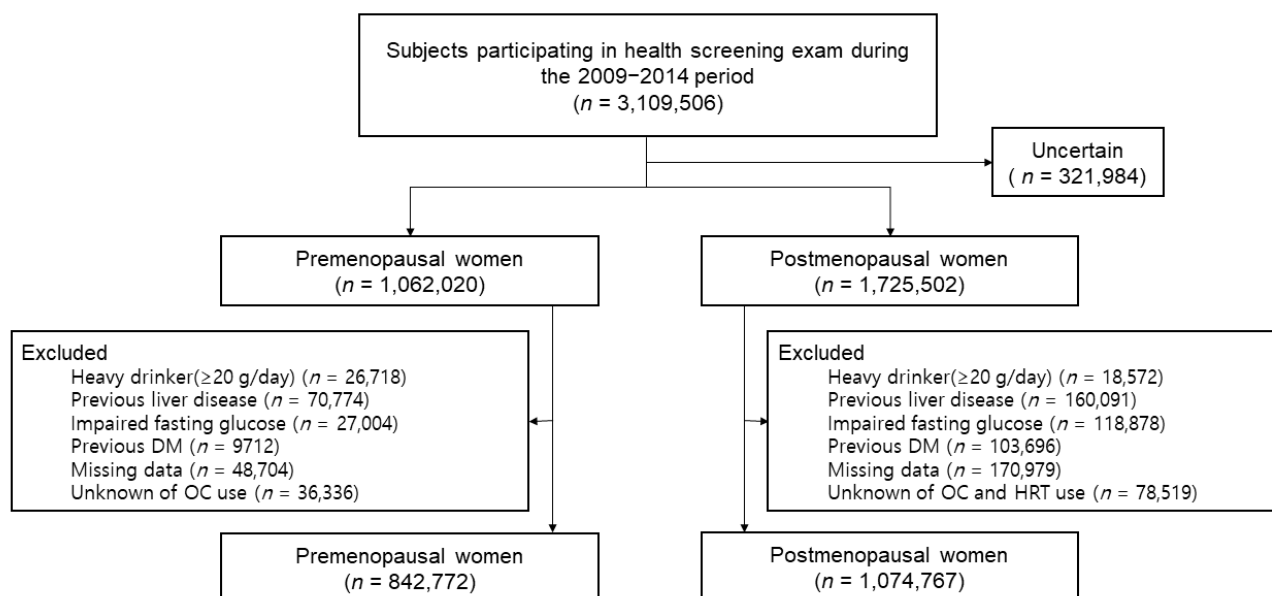 Subjects participating in health screening exam during
the 2009−2014 period
(n = 3,109,506)
Uncertain
( n = 321,984)
Premenopausal women
(n = 1,062,020)
Postmenopausal women
(n = 1,725,502)
Excluded
Heavy drinker(≥20 g/day) (n = 26,718)
Previous liver disease (n = 70,774)
Impaired fasting glucose (n = 27,004)
Previous DM (n = 9712)
Missing data (n = 48,704)
Unknown of OC use (n = 36,336)
Excluded
Heavy drinker(≥20 g/day) (n = 18,572)
Previous liver disease (n = 160,091)
Impaired fasting glucose (n = 118,878)
Previous DM (n = 103,696)
Missing data (n = 170,979)
Unknown of OC and HRT use (n = 78,519)
Premenopausal women
(n = 842,772)
Postmenopausal women
(n = 1,074,767)